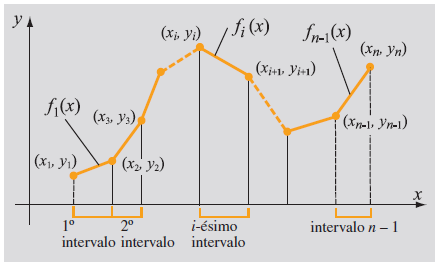 y
(xᵢ, yᵢ)
fᵢ(x)
fₙ₋₁(x)
(xₙ, yₙ)
(xᵢ₊₁, yᵢ₊₁)
f₁(x)
(x₃, y₃)
(xₙ₋₁, yₙ₋₁)
(x₁, y₁)
(x₂, y₂)
x
1º intervalo
2º intervalo
i-ésimo intervalo
intervalo n – 1